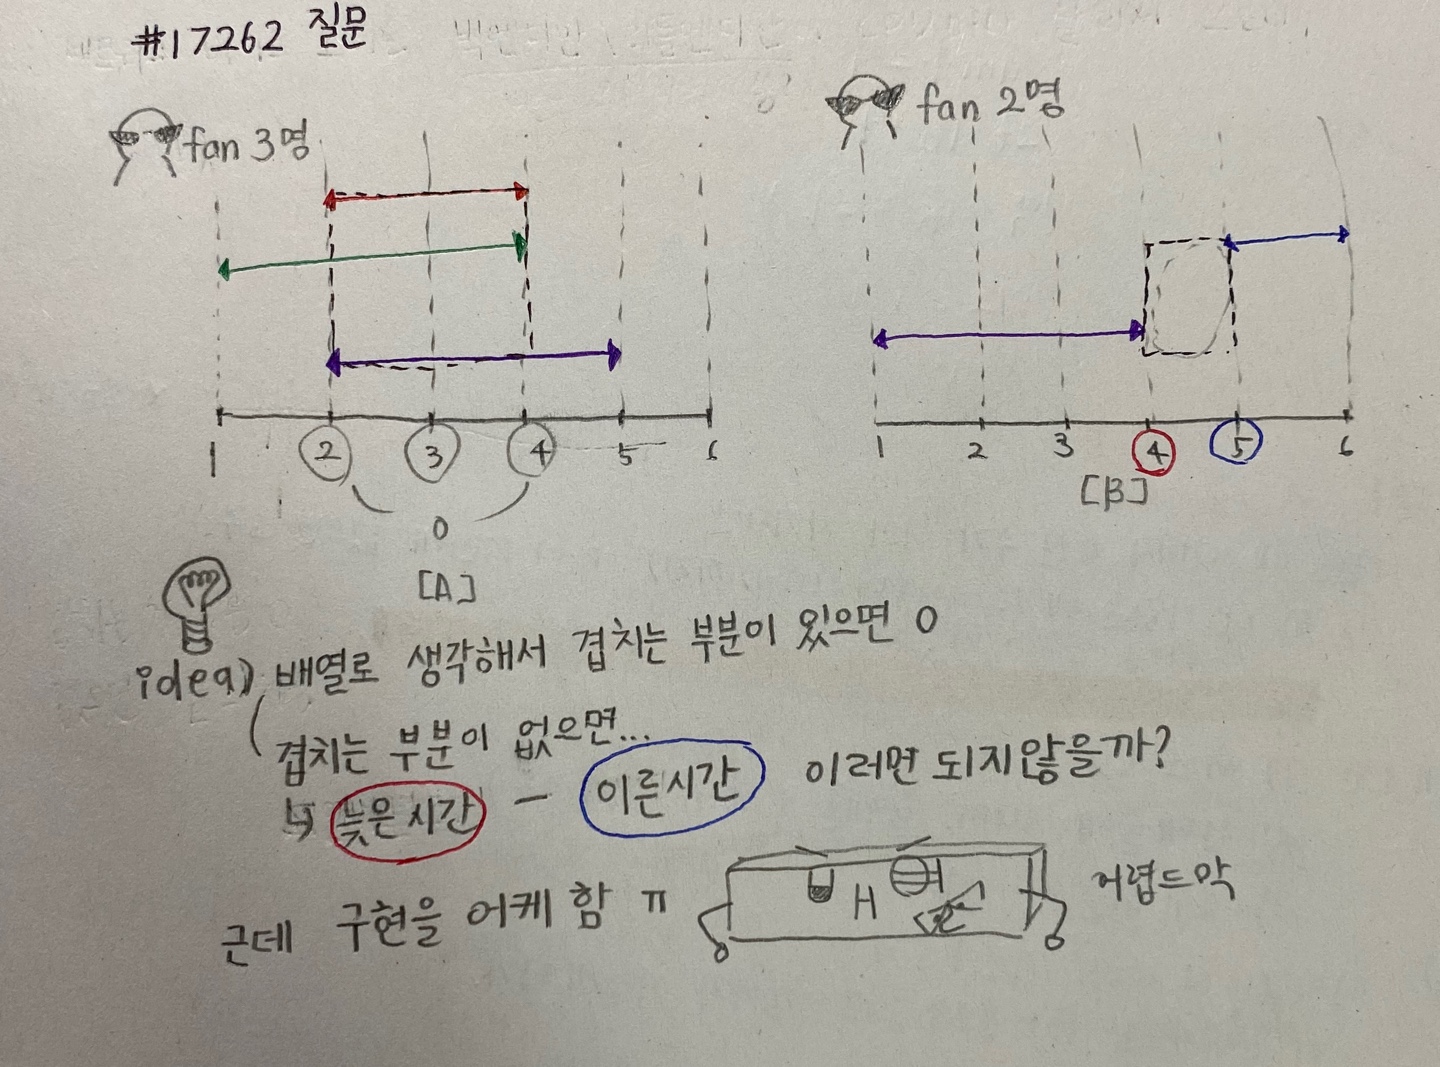 #17262 질문
fan 3명
1 2 3 4 5 6
0
[A]
fan 2명
1 2 3 4 5 6
[B]
idea) 배열로 생각해서 겹치는 부분이 있으면 0
겹치는 부분이 없으면...
↳ 늦은시간 - 이른시간 이러면 되지않을까?
근데 구현을 어케 함 ㅠ
어렵드악